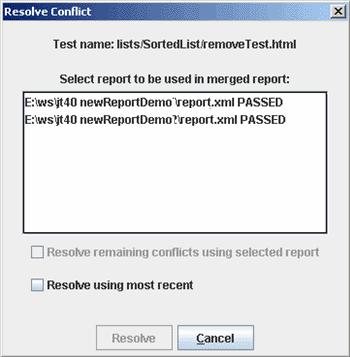 Resolve Conflict
Test name: lists/SortedList/removeTest.html
Select report to be used in merged report:
E:\ws\jt40 newReportDemo¨\report.xml PASSED
E:\ws\jt40 newReportDemo?\report.xml PASSED
Resolve remaining conflicts using selected report
Resolve using most recent
Resolve
Cancel